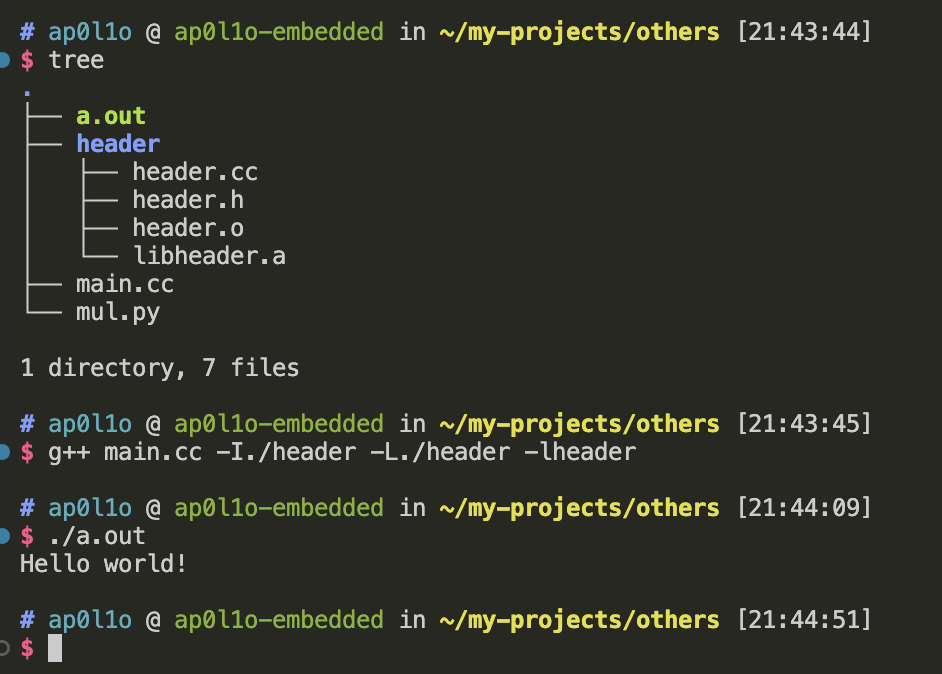 # ap0l1o @ ap0l1o-embedded in ~/my-projects/others [21:43:44]
$ tree
.
├── a.out
├── header
│   ├── header.cc
│   ├── header.h
│   ├── header.o
│   └── libheader.a
├── main.cc
└── mul.py
1 directory, 7 files
# ap0l1o @ ap0l1o-embedded in ~/my-projects/others [21:43:45]
$ g++ main.cc -I./header -L./header -lheader
# ap0l1o @ ap0l1o-embedded in ~/my-projects/others [21:44:09]
$ ./a.out
Hello world!
# ap0l1o @ ap0l1o-embedded in ~/my-projects/others [21:44:51]
$